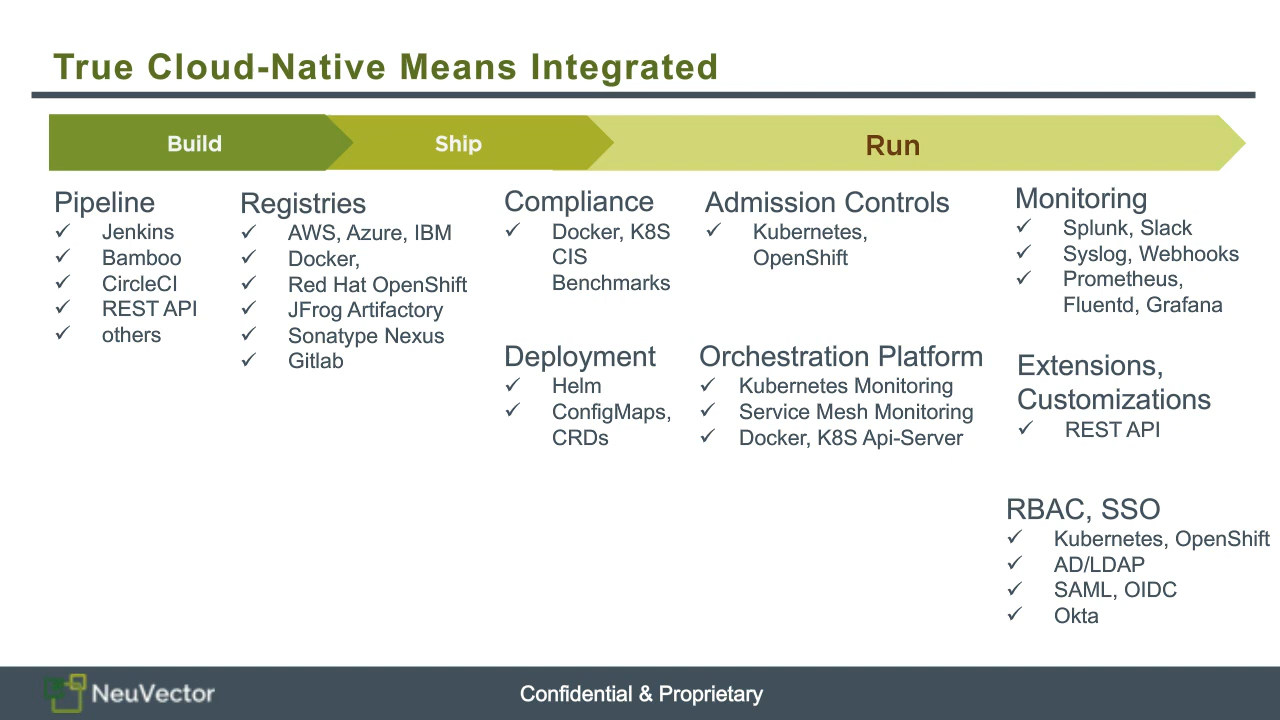 True Cloud-Native Means Integrated
Build
Ship
Run
Pipeline
✓ Jenkins
✓ Bamboo
✓ CircleCI
✓ REST API
✓ others
Registries
✓ AWS, Azure, IBM
✓ Docker,
✓ Red Hat OpenShift
✓ JFrog Artifactory
✓ Sonatype Nexus
✓ Gitlab
Compliance
✓ Docker, K8S
CIS
Benchmarks
Deployment
✓ Helm
✓ ConfigMaps,
CRDs
Admission Controls
✓ Kubernetes,
OpenShift
Orchestration Platform
✓ Kubernetes Monitoring
✓ Service Mesh Monitoring
✓ Docker, K8S Api-Server
Monitoring
✓ Splunk, Slack
✓ Syslog, Webhooks
✓ Prometheus,
Fluentd, Grafana
Extensions,
Customizations
✓ REST API
RBAC, SSO
✓ Kubernetes, OpenShift
✓ AD/LDAP
✓ SAML, OIDC
✓ Okta
NeuVector
Confidential & Proprietary